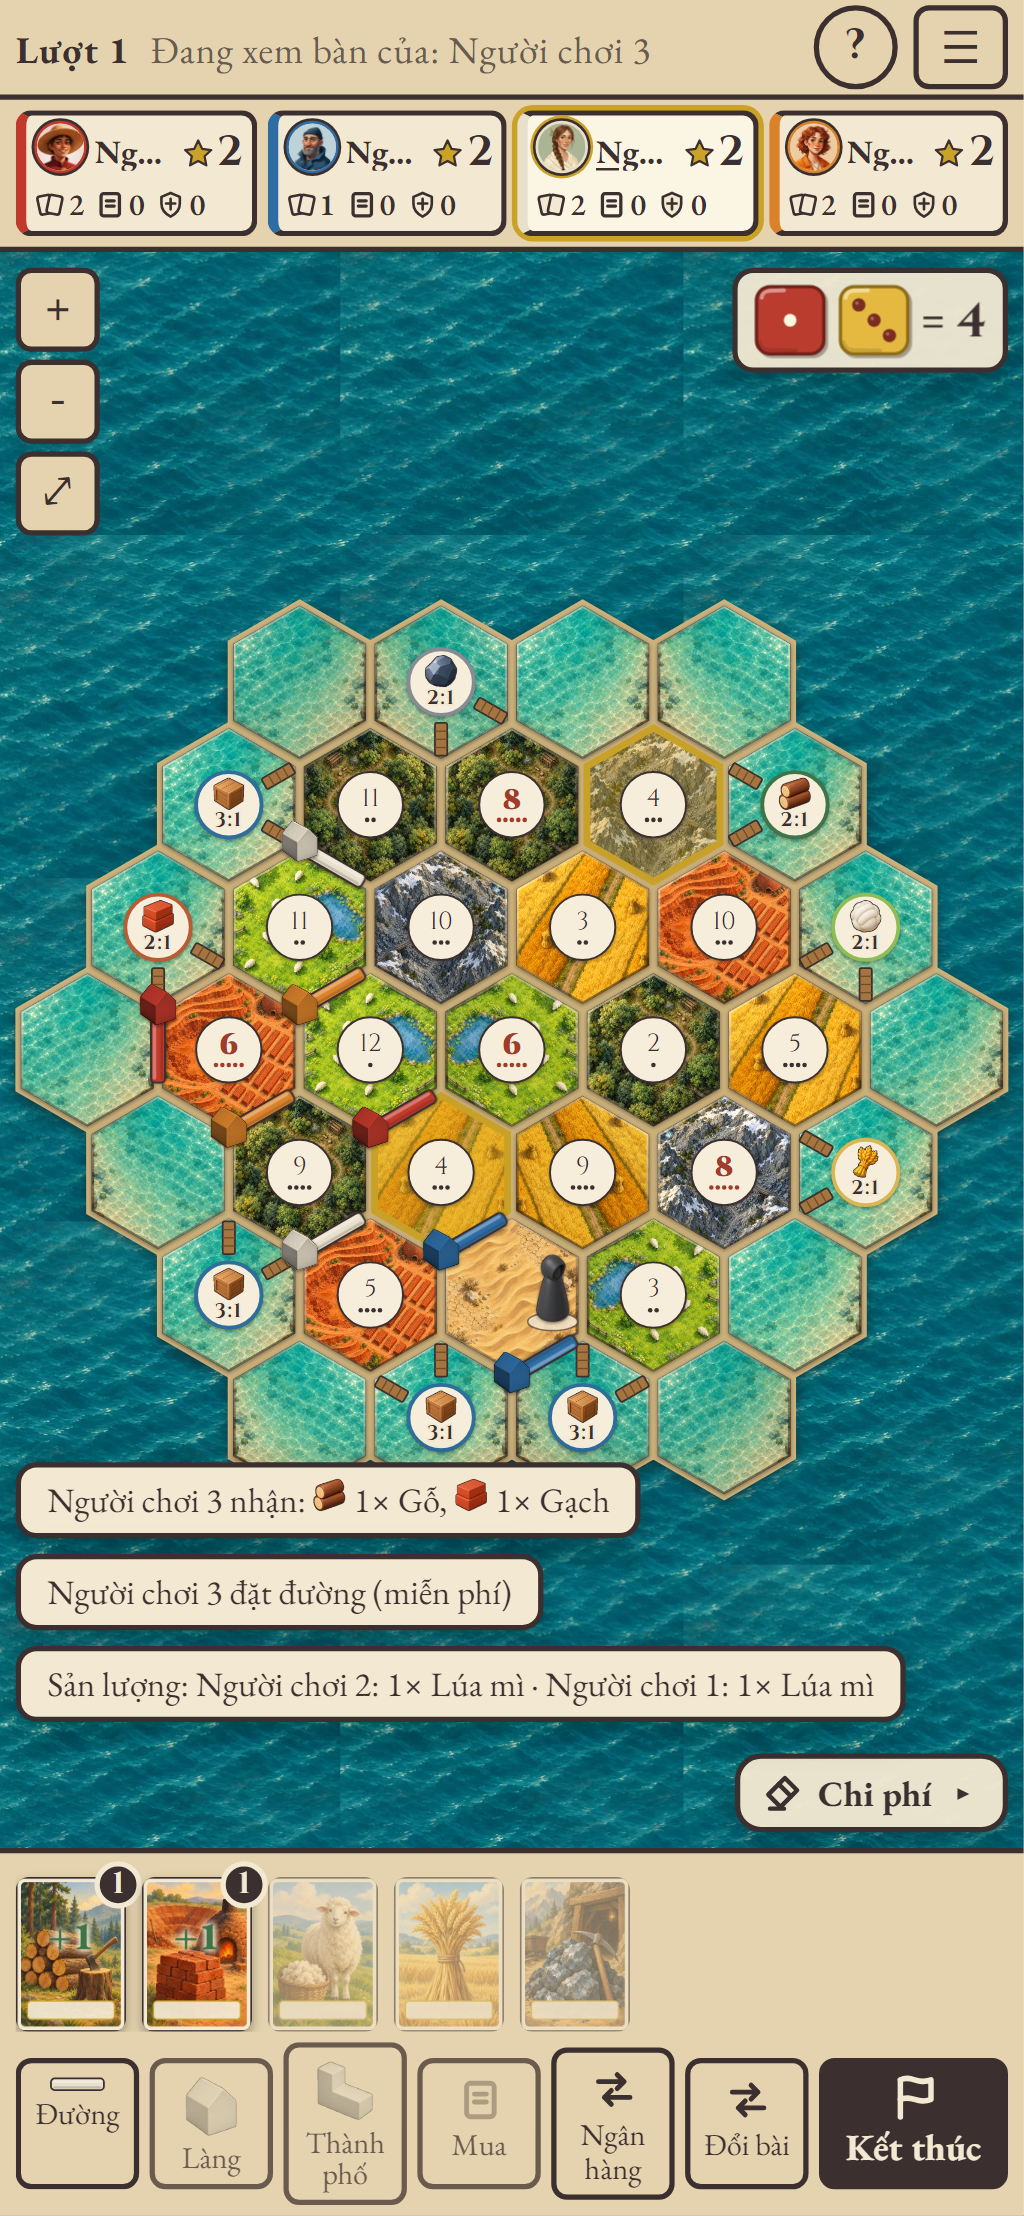 Lượt 1 Đang xem bàn của: Người chơi 3
?
Ng... 2
2 0 0
Ng... 2
1 0 0
Ng... 2
2 0 0
Ng... 2
2 0 0
+
= 4
-
2:1
3:1
11
8
4
2:1
2:1
11
10
3
10
2:1
6
12
6
2
5
9
4
9
8
2:1
3:1
5
3
3:1
3:1
Người chơi 3 nhận: 1× Gỗ, 1× Gạch
Người chơi 3 đặt đường (miễn phí)
Sản lượng: Người chơi 2: 1× Lúa mì · Người chơi 1: 1× Lúa mì
Chi phí
1
1
+1
+1
Đường
Làng
Thành
phố
Mua
Ngân
hàng
Đổi bài
Kết thúc